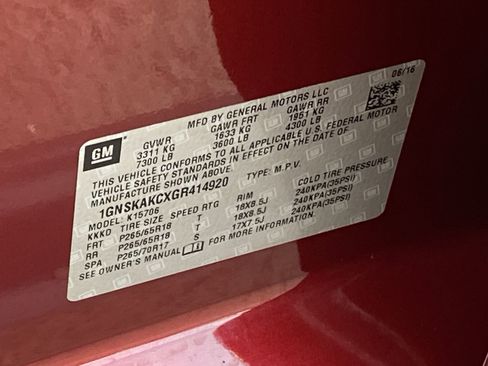 GM
MFD BY GENERAL MOTORS LLC
06/16
GVWR GAWR FRT GAWR RR
3311 KG 1633 KG 1951 KG
7300 LB 3600 LB 4300 LB
THIS VEHICLE CONFORMS TO ALL APPLICABLE U.S. FEDERAL MOTOR
VEHICLE SAFETY STANDARDS IN EFFECT ON THE DATE OF
MANUFACTURE SHOWN ABOVE.
1GNSKAKCXGR414920 TYPE: M.P.V.
MODEL: K15706
KKKD TIRE SIZE SPEED RTG RIM COLD TIRE PRESSURE
FRT P265/65R18 T 18X8.5J 240KPA(35PSI)
RR P265/65R18 T 18X8.5J 240KPA(35PSI)
SPA P265/70R17 S 17X7.5J 240KPA(35PSI)
SEE OWNER'S MANUAL FOR MORE INFORMATION.